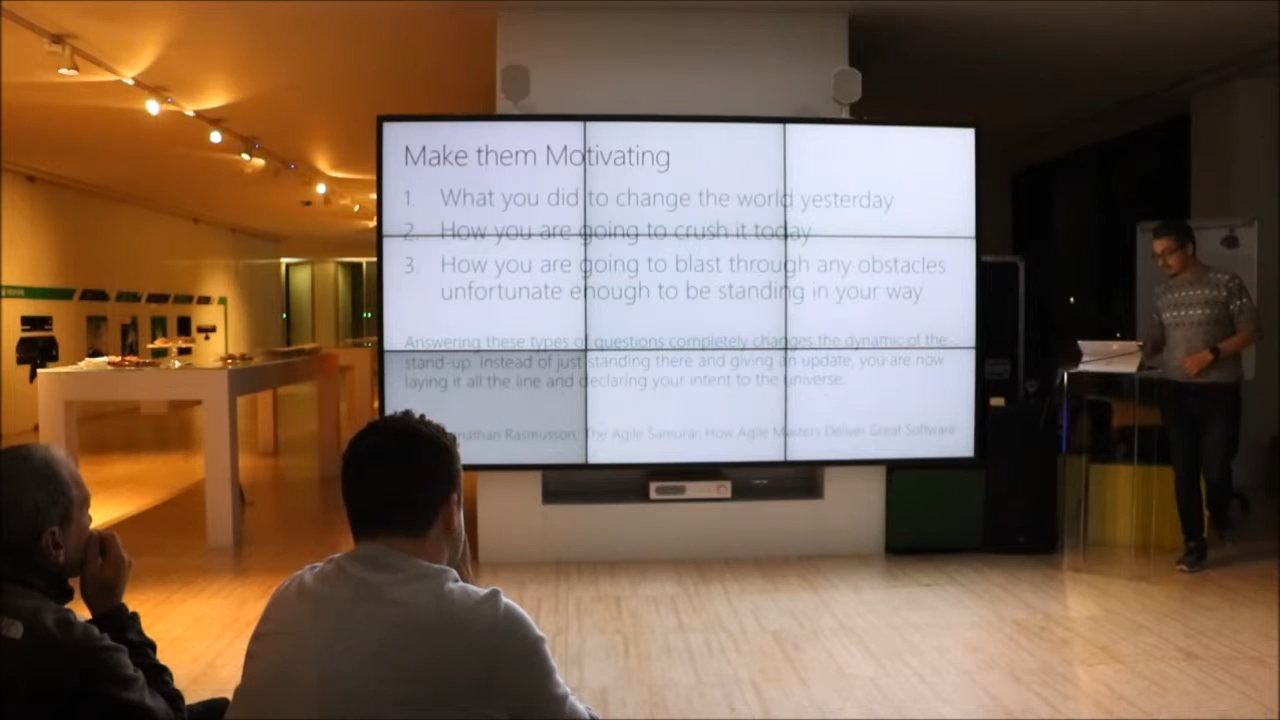 Make them Motivating
1. What you did to change the world yesterday
2. How you are going to crush it today
3. How you are going to blast through any obstacles
unfortunate enough to be standing in your way
Answering these types of questions completely changes the dynamic of the
stand-up. Instead of just standing there and giving an update, you are now
laying it all the line and declaring your intent to the universe.
nathan Rasmusson, The Agile Samurai: How Agile Masters Deliver Great Software